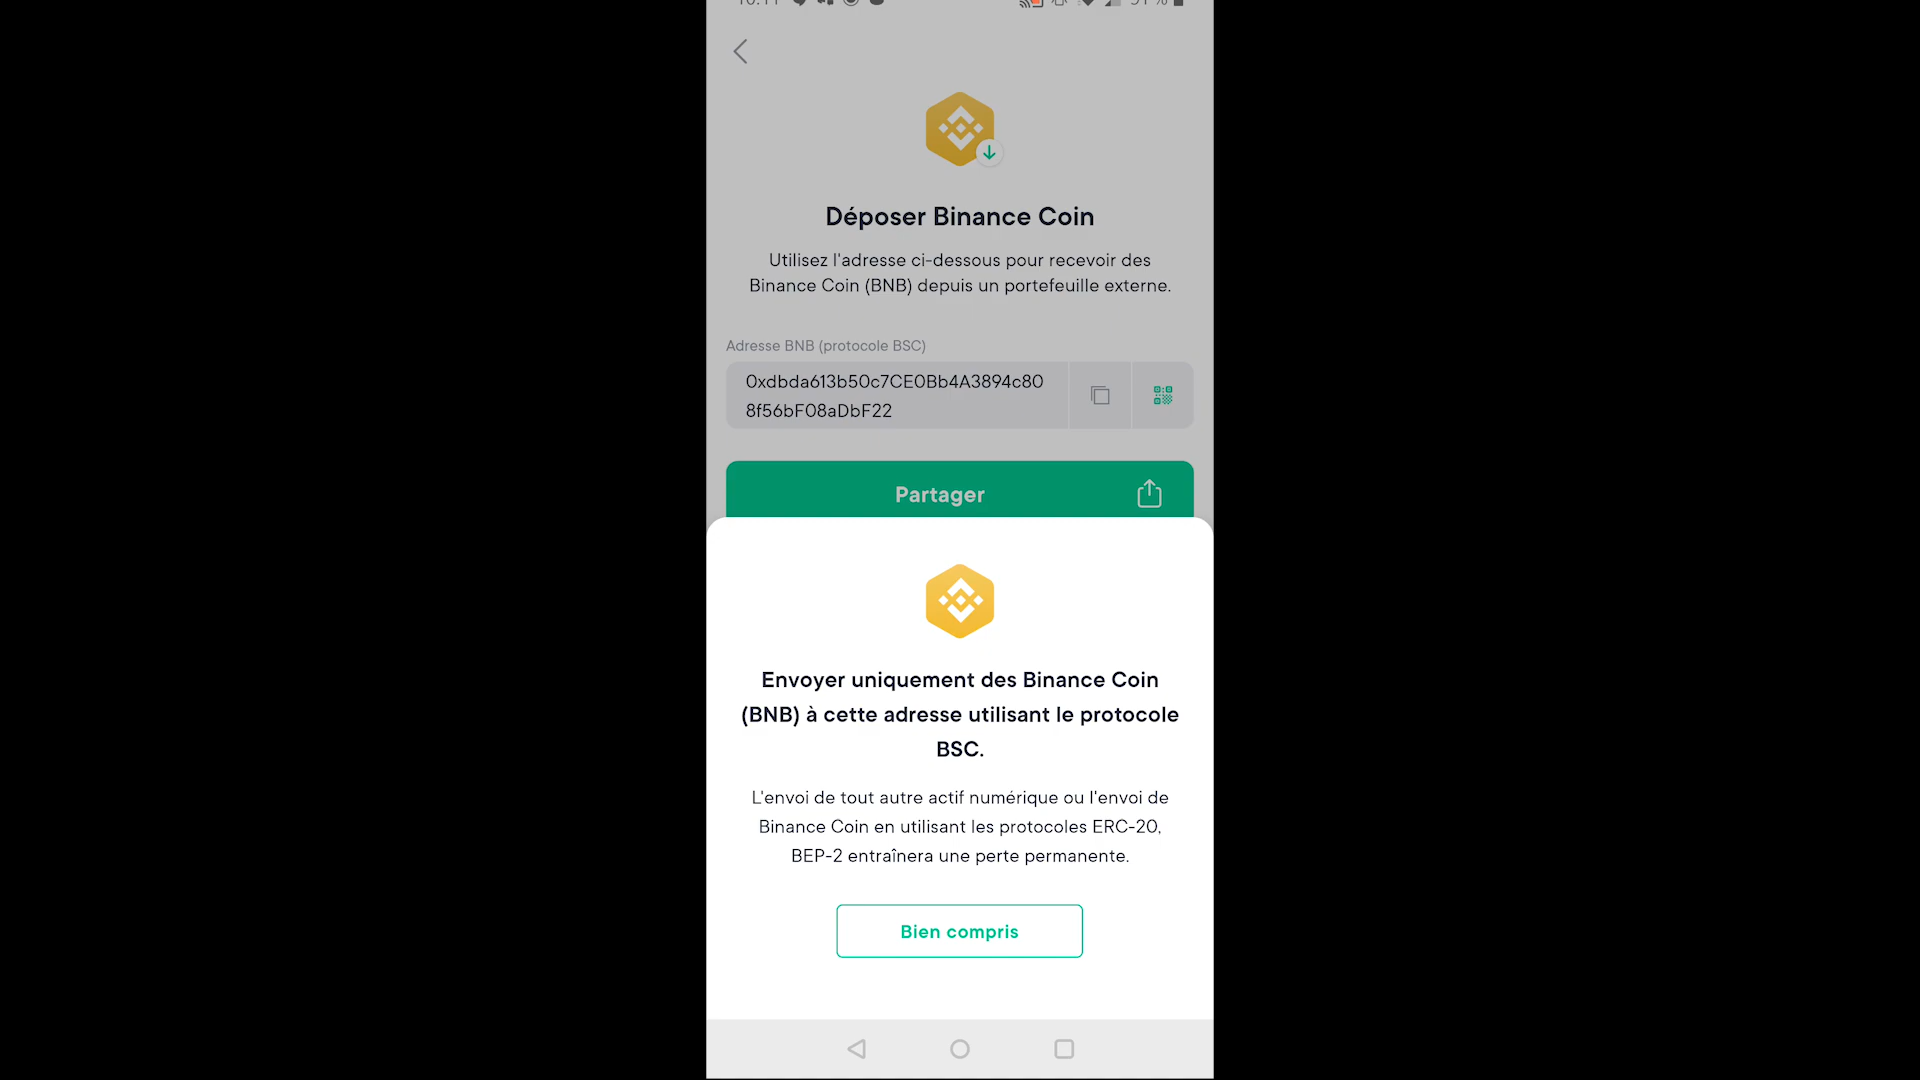 Déposer Binance Coin
Utilisez l'adresse ci-dessous pour recevoir des
Binance Coin (BNB) depuis un portefeuille externe.
Adresse BNB (protocole BSC)
0xdbda613b50c7CE0Bb4A3894c80
8f56bF08aDbF22
Partager
Envoyer uniquement des Binance Coin
(BNB) à cette adresse utilisant le protocole
BSC.
L'envoi de tout autre actif numérique ou l'envoi de
Binance Coin en utilisant les protocoles ERC-20,
BEP-2 entraînera une perte permanente.
Bien compris